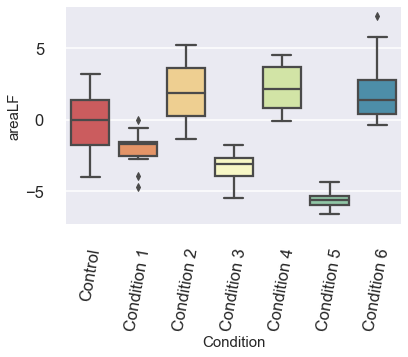 areaLF
5
0
−5
Control
Condition 1
Condition 2
Condition 3
Condition 4
Condition 5
Condition 6
Condition